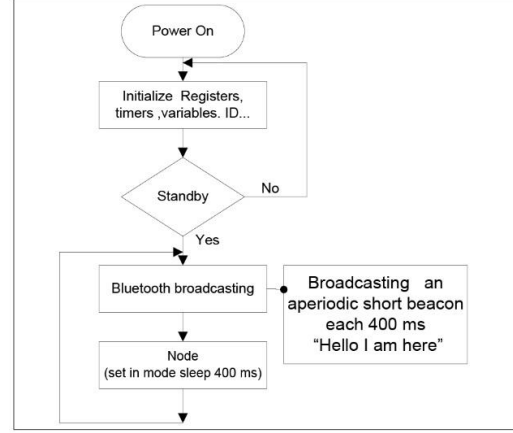 Power On
Initialize Registers,
timers ,variables. ID...
Standby
No
Yes
Bluetooth broadcasting
Broadcasting an
aperiodic short beacon
each 400 ms
“Hello I am here”
Node
(set in mode sleep 400 ms)